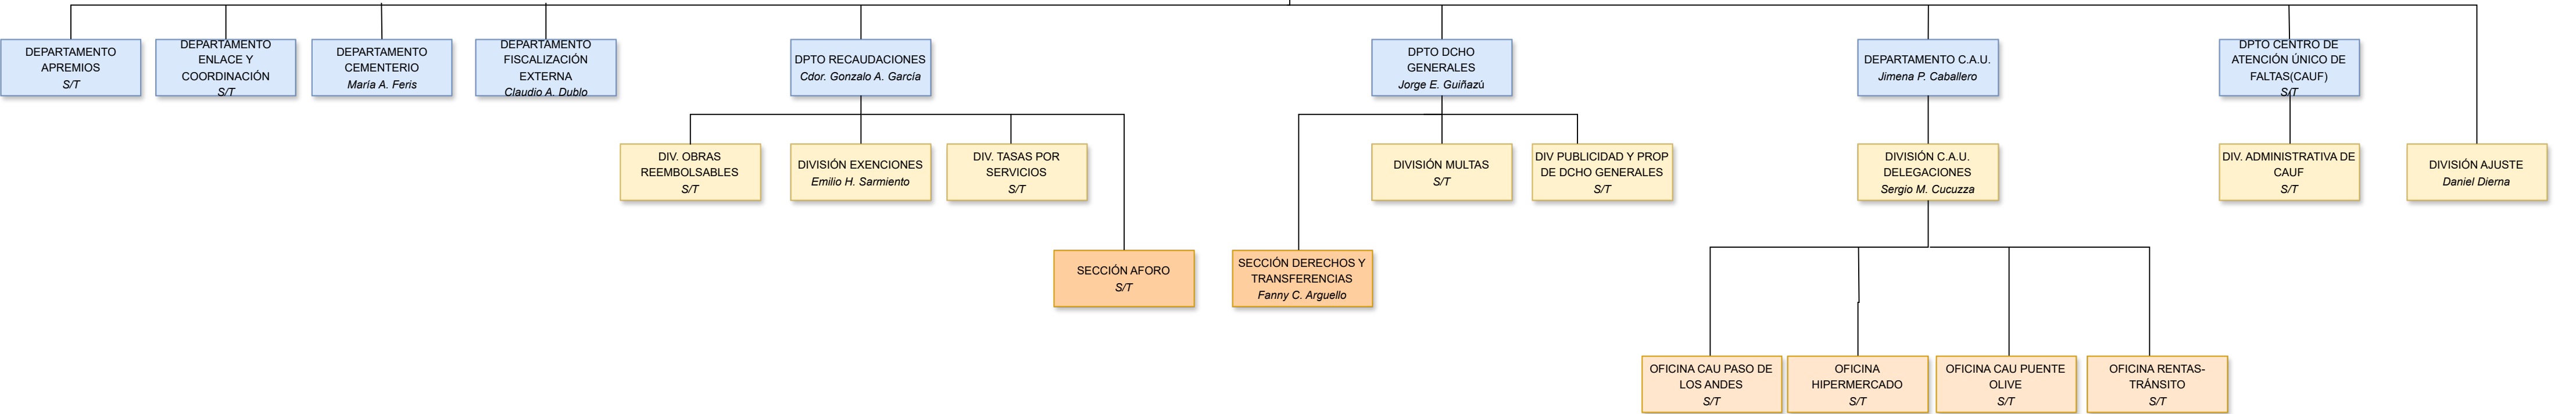 DEPARTAMENTO
APREMIOS
S/T
DEPARTAMENTO
ENLACE Y
COORDINACIÓN
S/T
DEPARTAMENTO
CEMENTERIO
María A. Feris
DEPARTAMENTO
FISCALIZACIÓN
EXTERNA
Claudio A. Dublo
DPTO RECAUDACIONES
Cdor. Gonzalo A. García
DPTO DCHO
GENERALES
Jorge E. Guiñazú
DEPARTAMENTO C.A.U.
Jimena P. Caballero
DPTO CENTRO DE
ATENCIÓN ÚNICO DE
FALTAS(CAUF)
S/T
DIV. OBRAS
REEMBOLSABLES
S/T
DIVISIÓN EXENCIONES
Emilio H. Sarmiento
DIV. TASAS POR
SERVICIOS
S/T
DIVISIÓN MULTAS
S/T
DIV PUBLICIDAD Y PROP
DE DCHO GENERALES
S/T
DIVISIÓN C.A.U.
DELEGACIONES
Sergio M. Cucuzza
DIV. ADMINISTRATIVA DE
CAUF
S/T
DIVISIÓN AJUSTE
Daniel Dierna
SECCIÓN AFORO
S/T
SECCIÓN DERECHOS Y
TRANSFERENCIAS
Fanny C. Arguello
OFICINA CAU PASO DE
LOS ANDES
S/T
OFICINA
HIPERMERCADO
S/T
OFICINA CAU PUENTE
OLIVE
S/T
OFICINA RENTAS-
TRÁNSITO
S/T